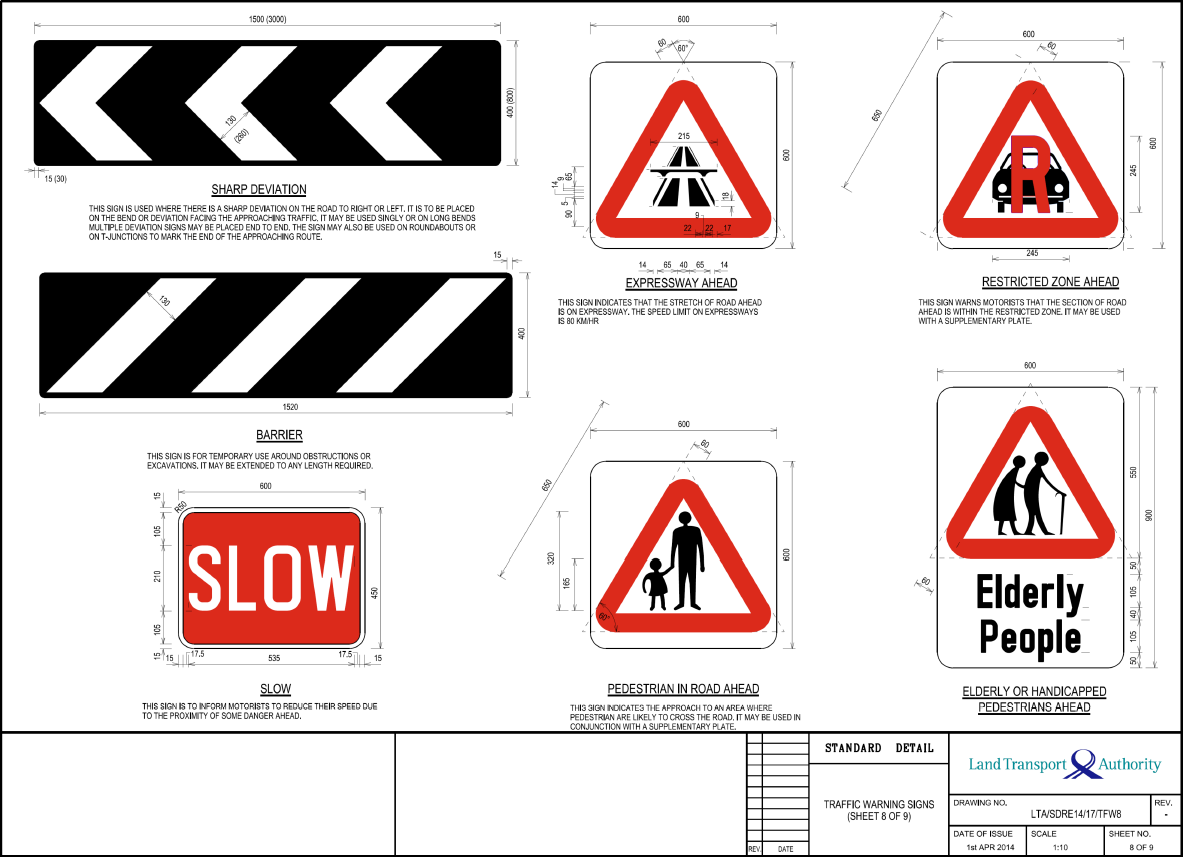 1500 (3000)
400 (800)
130
(260)
15 (30)
SHARP DEVIATION
THIS SIGN IS USED WHERE THERE IS A SHARP DEVIATION ON THE ROAD TO RIGHT OR LEFT. IT IS TO BE PLACED
ON THE BEND OR DEVIATION FACING THE APPROACHING TRAFFIC. IT MAY BE USED SINGLY OR ON LONG BENDS
MULTIPLE DEVIATION SIGNS MAY BE PLACED END TO END. THE SIGN MAY ALSO BE USED ON ROUNDABOUTS OR
ON T-JUNCTIONS TO MARK THE END OF THE APPROACHING ROUTE.
600
60
60°
215
600
65
9
14
5
90
18
9
22
22
17
14
65
40
65
14
EXPRESSWAY AHEAD
THIS SIGN INDICATES THAT THE STRETCH OF ROAD AHEAD
IS ON EXPRESSWAY. THE SPEED LIMIT ON EXPRESSWAYS
IS 80 KM/HR
600
60
650
R
245
600
245
RESTRICTED ZONE AHEAD
THIS SIGN WARNS MOTORISTS THAT THE SECTION OF ROAD
AHEAD IS WITHIN THE RESTRICTED ZONE. IT MAY BE USED
WITH A SUPPLEMENTARY PLATE.
15
130
400
1520
BARRIER
THIS SIGN IS FOR TEMPORARY USE AROUND OBSTRUCTIONS OR
EXCAVATIONS. IT MAY BE EXTENDED TO ANY LENGTH REQUIRED.
600
R50
15
105
210
105
15
SLOW
450
15
17.5
535
17.5
15
SLOW
THIS SIGN IS TO INFORM MOTORISTS TO REDUCE THEIR SPEED DUE
TO THE PROXIMITY OF SOME DANGER AHEAD.
600
60
650
320
165
60°
600
PEDESTRIAN IN ROAD AHEAD
THIS SIGN INDICATES THE APPROACH TO AN AREA WHERE
PEDESTRIAN ARE LIKELY TO CROSS THE ROAD. IT MAY BE USED IN
CONJUNCTION WITH A SUPPLEMENTARY PLATE.
600
550
900
60
50
105
40
105
50
Elderly
People
ELDERLY OR HANDICAPPED
PEDESTRIANS AHEAD
REV.
DATE
STANDARD DETAIL
TRAFFIC WARNING SIGNS
(SHEET 8 OF 9)
Land Transport Authority
DRAWING NO.
LTA/SDRE14/17/TFW8
REV.
-
DATE OF ISSUE
1st APR 2014
SCALE
1:10
SHEET NO.
8 OF 9